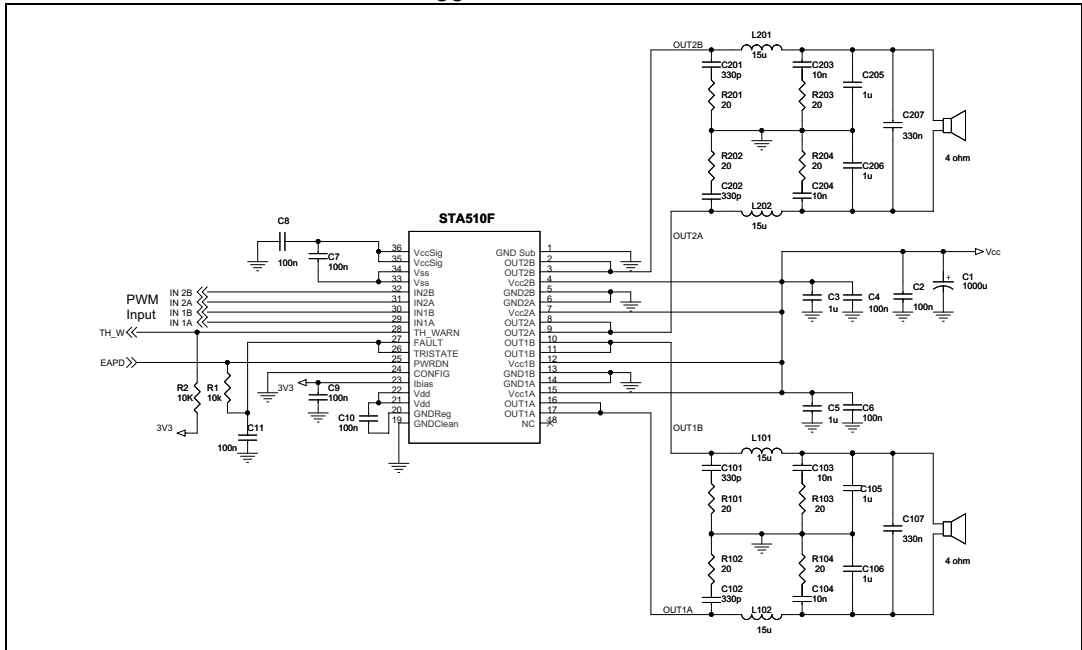 L201
15u
OUT2B
C201
330p
C203
10n
C205
1u
R201
20
R203
20
C207
330n
4 ohm
R202
20
R204
20
C206
1u
C202
330p
C204
10n
L202
15u
OUT2A
STA510F
C8
100n
C7
100n
36 VccSig
35 VccSig
34 Vss
33 Vss
32 IN2B
31 IN2A
30 IN1B
29 IN1A
28 TH_WARN
27 FAULT
26 TRISTATE
25 PWRDN
24 CONFIG
23 Ibias
22 Vdd
21 Vdd
20 GNDReg
19 GNDClean
GND Sub 1
OUT2B 2
OUT2B 3
Vcc2B 4
GND2B 5
GND2A 6
Vcc2A 7
OUT2A 8
OUT2A 9
OUT1B 10
OUT1B 11
Vcc1B 12
GND1B 13
GND1A 14
Vcc1A 15
OUT1A 16
OUT1A 17
NC 18
PWM
Input
IN 2B
IN 2A
IN 1B
IN 1A
TH_W
EAPD
R2
10K
R1
10k
3V3
3V3
C9
100n
C10
100n
C11
100n
Vcc
C3
1u
C4
100n
C2
100n
+
C1
1000u
C5
1u
C6
100n
OUT1B
L101
15u
C101
330p
C103
10n
C105
1u
R101
20
R103
20
C107
330n
4 ohm
R102
20
R104
20
C106
1u
C102
330p
C104
10n
OUT1A
L102
15u